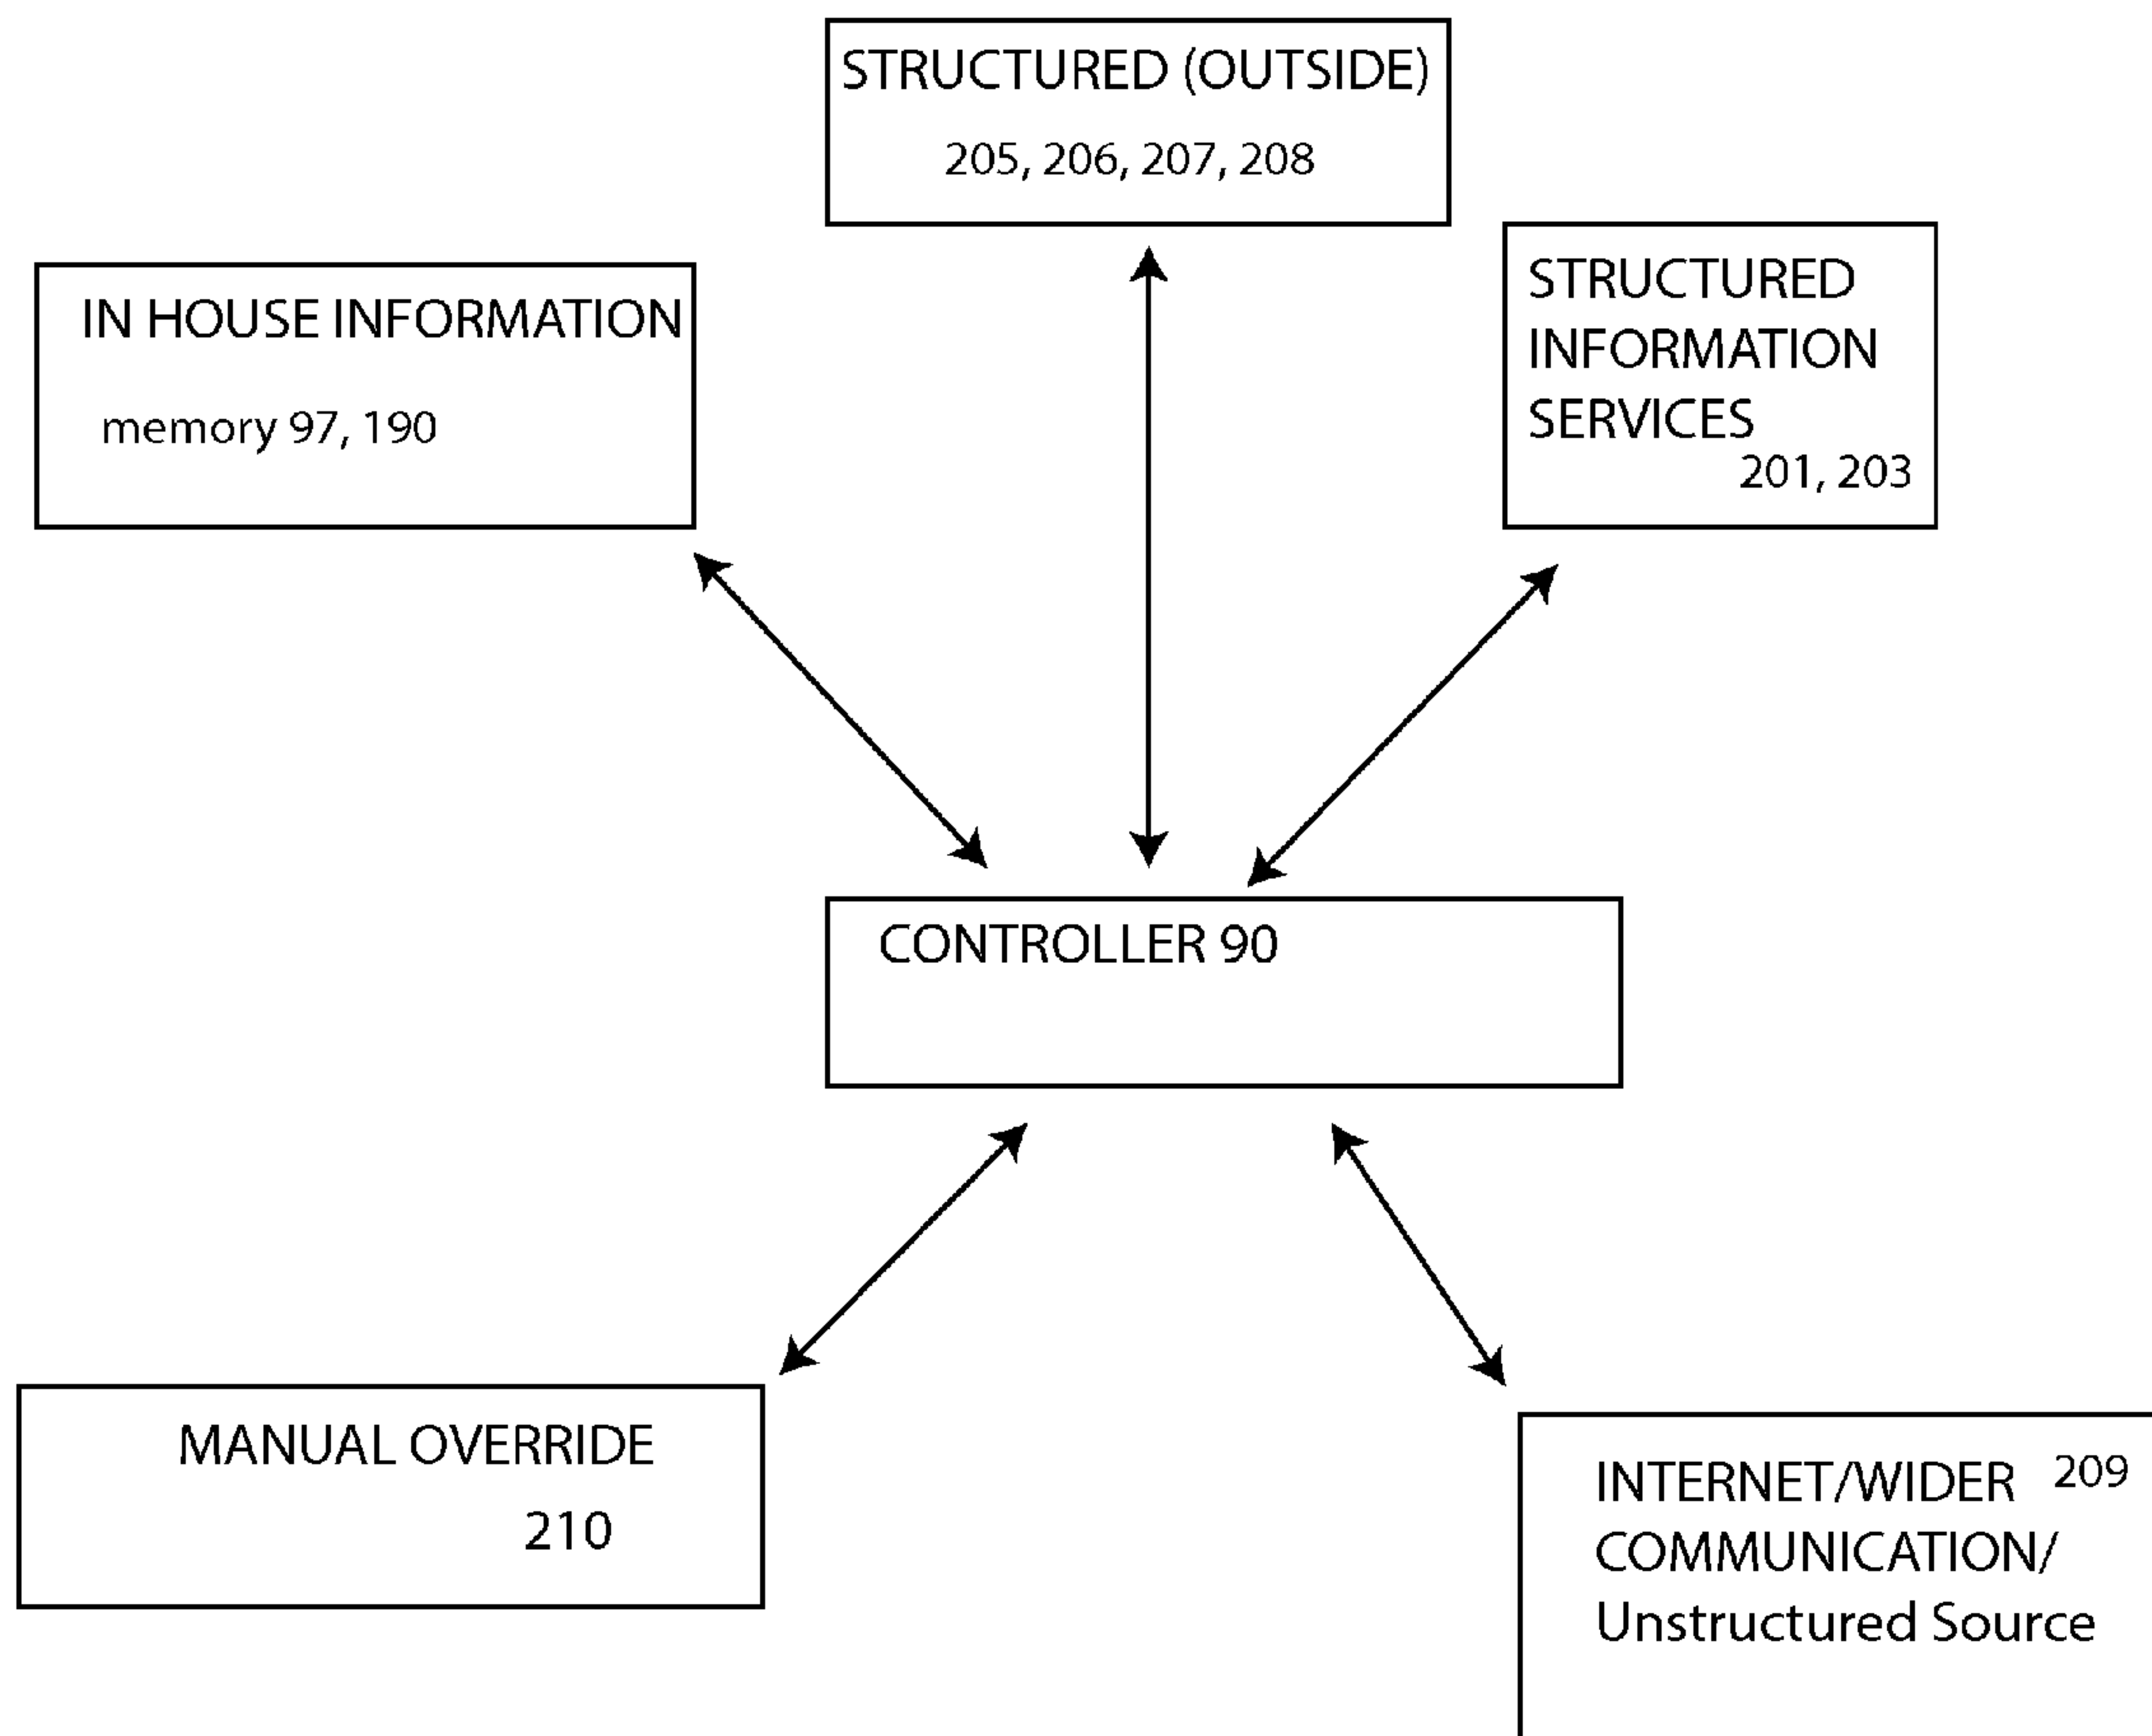 STRUCTURED (OUTSIDE)
205, 206, 207, 208
IN HOUSE INFORMATION
memory 97, 190
STRUCTURED
INFORMATION
SERVICES
201, 203
CONTROLLER 90
MANUAL OVERRIDE
210
INTERNET/WIDER 209
COMMUNICATION/
Unstructured Source